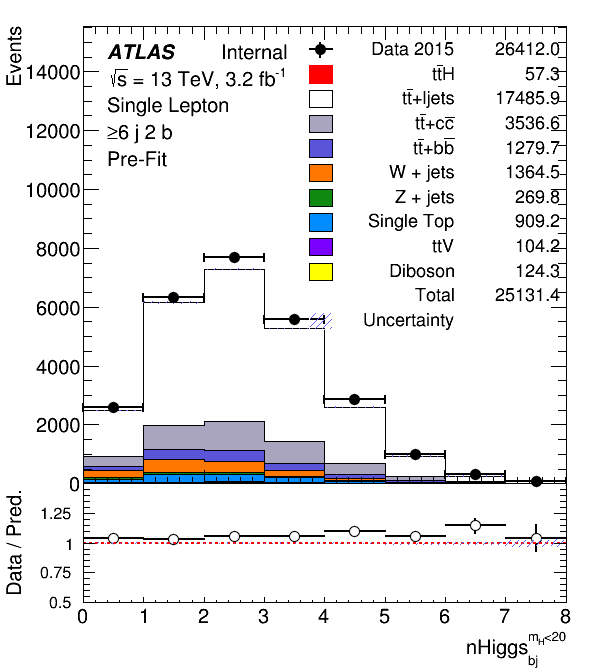 Events
ATLAS Internal
√s = 13 TeV, 3.2 fb⁻¹
Single Lepton
≥6 j 2 b
Pre-Fit
Data 2015 26412.0
tt̄H 57.3
tt̄+ljets 17485.9
tt̄+cc̄ 3536.6
tt̄+bb̄ 1279.7
W + jets 1364.5
Z + jets 269.8
Single Top 909.2
ttV 104.2
Diboson 124.3
Total 25131.4
Uncertainty
14000
12000
10000
8000
6000
4000
2000
0
Data / Pred.
1.25
1
0.75
0.5
0 1 2 3 4 5 6 7 8
nHiggs_bj^m_H<20